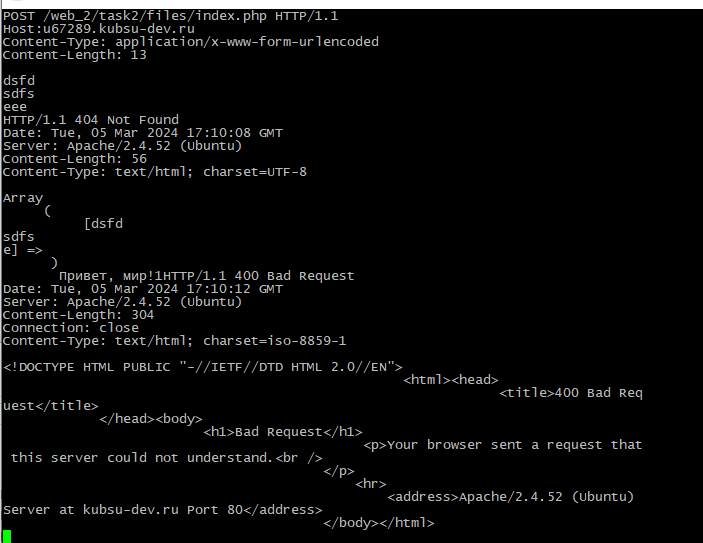 POST /web_2/task2/files/index.php HTTP/1.1
Host:u67289.kubsu-dev.ru
Content-Type: application/x-www-form-urlencoded
Content-Length: 13

dsfd
sdfs
eee
HTTP/1.1 404 Not Found
Date: Tue, 05 Mar 2024 17:10:08 GMT
Server: Apache/2.4.52 (Ubuntu)
Content-Length: 56
Content-Type: text/html; charset=UTF-8

Array
(
[dsfd
sdfs
e] =>
)
Привет, мир!1HTTP/1.1 400 Bad Request
Date: Tue, 05 Mar 2024 17:10:12 GMT
Server: Apache/2.4.52 (Ubuntu)
Content-Length: 304
Connection: close
Content-Type: text/html; charset=iso-8859-1

<!DOCTYPE HTML PUBLIC "-//IETF//DTD HTML 2.0//EN">
<html><head>
<title>400 Bad Req
uest</title>
</head><body>
<h1>Bad Request</h1>
<p>Your browser sent a request that
this server could not understand.<br />
</p>
<hr>
<address>Apache/2.4.52 (Ubuntu)
Server at kubsu-dev.ru Port 80</address>
</body></html>